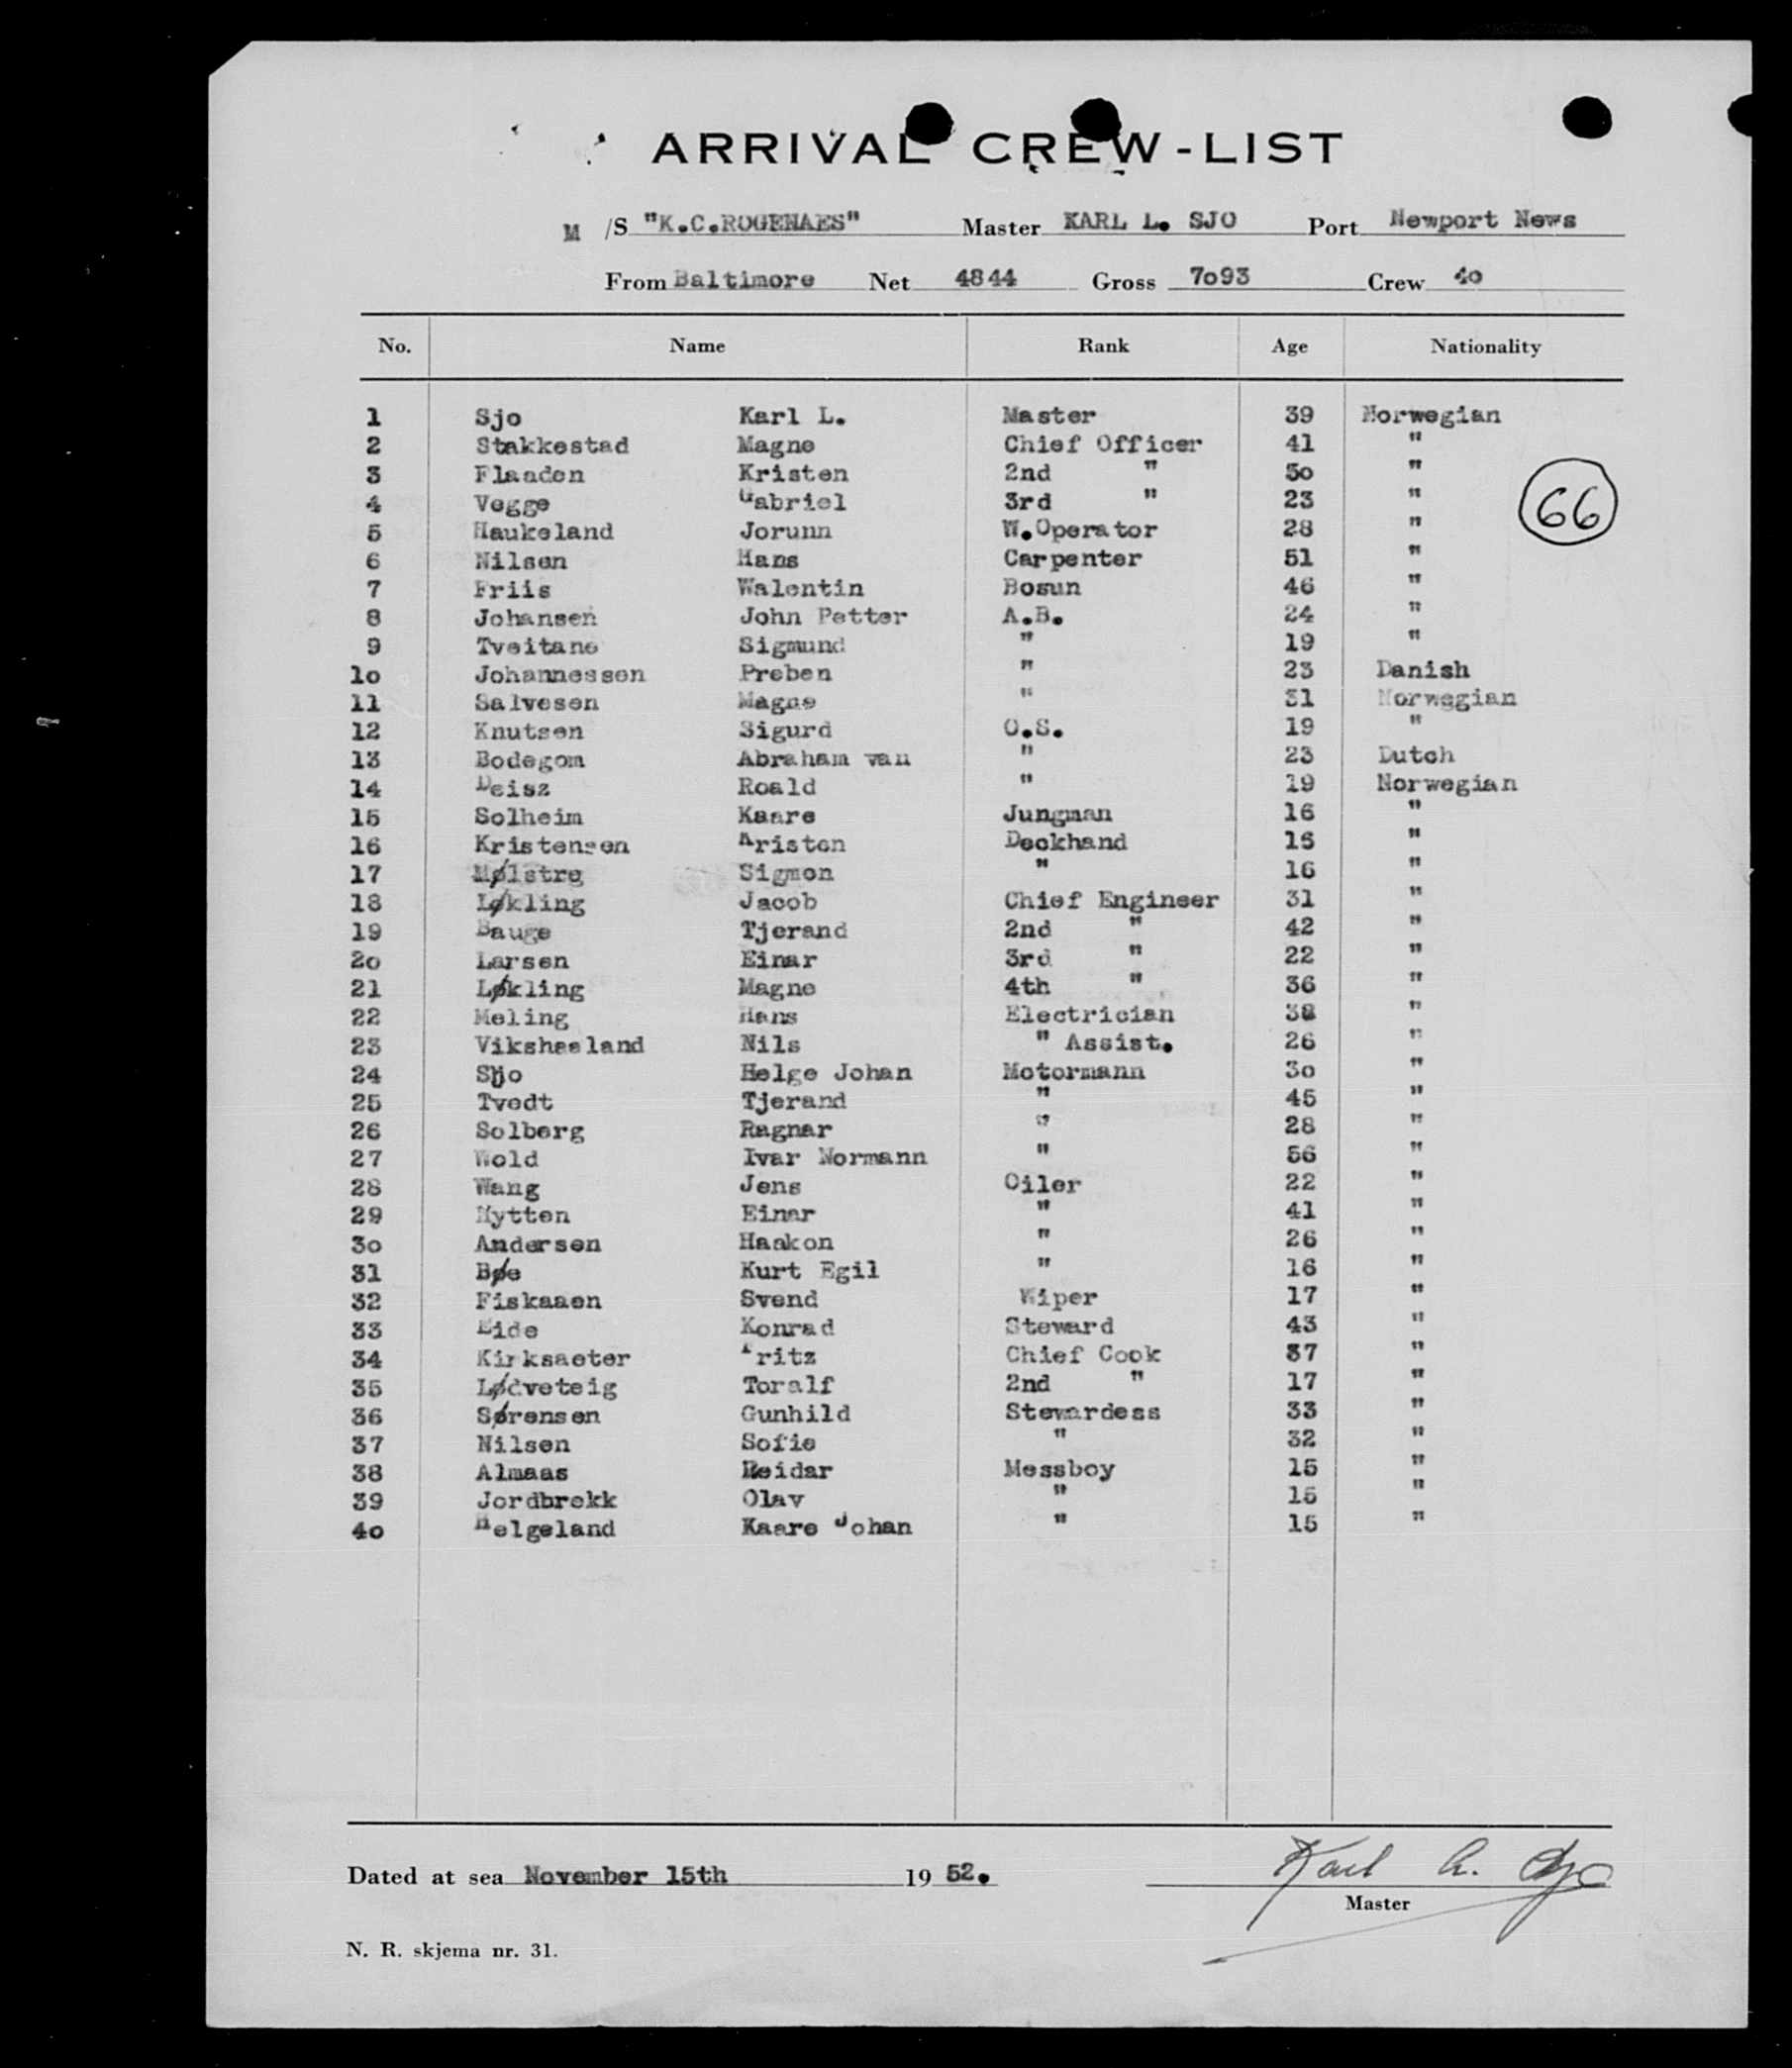 ARRIVAL CREW-LIST
M /S "K.C.ROGENAES" Master KARL L. SJO Port Newport News
From Baltimore Net 4844 Gross 7o93 Crew 4o
No. Name Rank Age Nationality
1 Sjo Karl L. Master 39 Norwegian
2 Stakkestad Magne Chief Officer 41 "
3 Flaaden Kristen 2nd " 3o "
66
4 Vegge Gabriel 3rd " 23 "
5 Haukeland Jorunn W.Operator 28 "
6 Nilsen Hans Carpenter 51 "
7 Friis Walentin Bosun 46 "
8 Johansen John Petter A.B. 24 "
9 Tveitane Sigmund " 19 "
1o Johannessen Preben " 23 Danish
11 Salvesen Magne " 31 Norwegian
12 Knutsen Sigurd O.S. 19 "
13 Bodegom Abraham van " 23 Dutch
14 Deisz Roald " 19 Norwegian
15 Solheim Kaare Jungman 16 "
16 Kristensen Kristen Deckhand 15 "
17 Mølstre Sigmon " 16 "
18 Løkling Jacob Chief Engineer 31 "
19 Bauge Tjerand 2nd " 42 "
2o Larsen Einar 3rd " 22 "
21 Løkling Magne 4th " 36 "
22 Meling Hans Electrician 38 "
23 Vikshaaland Nils " Assist. 26 "
24 Sjo Helge Johan Motormann 3o "
25 Tvedt Tjerand " 45 "
26 Solberg Ragnar " 28 "
27 Wold Ivar Normann " 56 "
28 Wang Jens Oiler 22 "
29 Nytten Einar " 41 "
3o Andersen Haakon " 26 "
31 Bøe Kurt Egil " 16 "
32 Fiskaaen Svend Wiper 17 "
33 Eide Konrad Steward 43 "
34 Kirksaeter Fritz Chief Cook 37 "
35 Lødveteig Toralf 2nd " 17 "
36 Sørensen Gunhild Stewardess 33 "
37 Nilsen Sofie " 32 "
38 Almaas Reidar Messboy 15 "
39 Jordbrekk Olav " 15 "
4o Helgeland Kaare Johan " 15 "
Dated at sea November 15th 19 52. Karl L. Sjo
Master
N. R. skjema nr. 31.